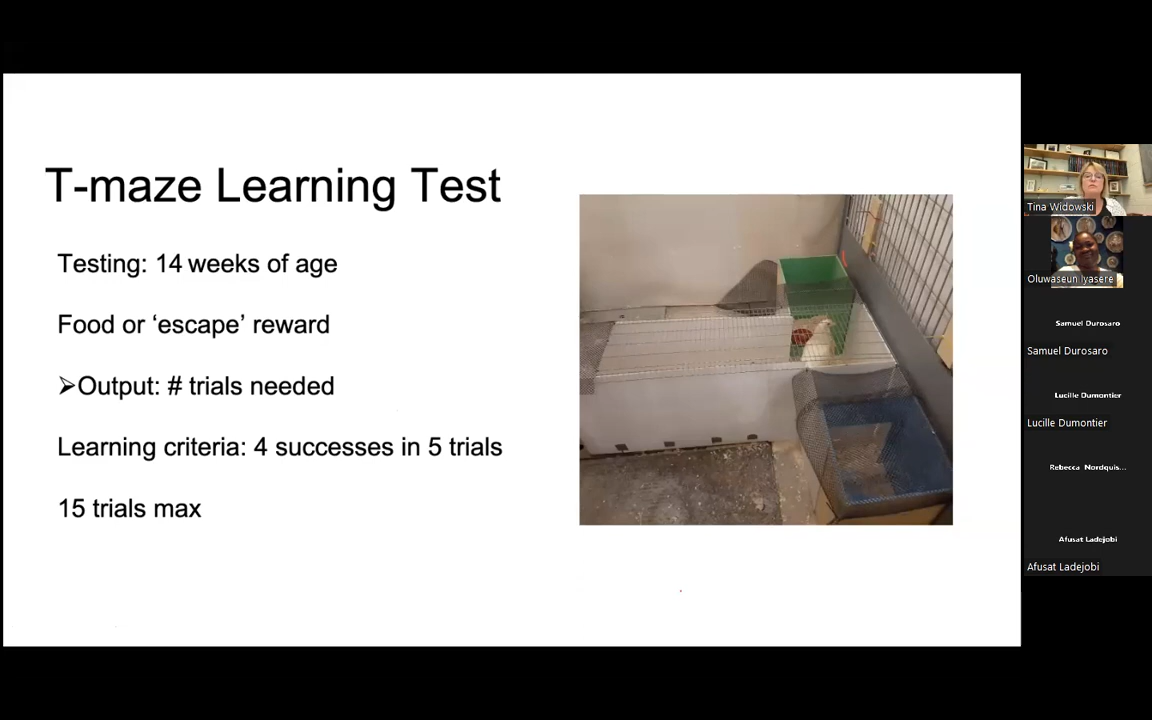 T-maze Learning Test
Testing: 14 weeks of age
Food or ‘escape’ reward
➢Output: # trials needed
Learning criteria: 4 successes in 5 trials
15 trials max
Tina Widowski
Oluwaseun Iyasere
Samuel Durosaro
Samuel Durosaro
Lucille Dumontier
Lucille Dumontier
Rebecca Nordquis...
Afusat Ladejobi
Afusat Ladejobi